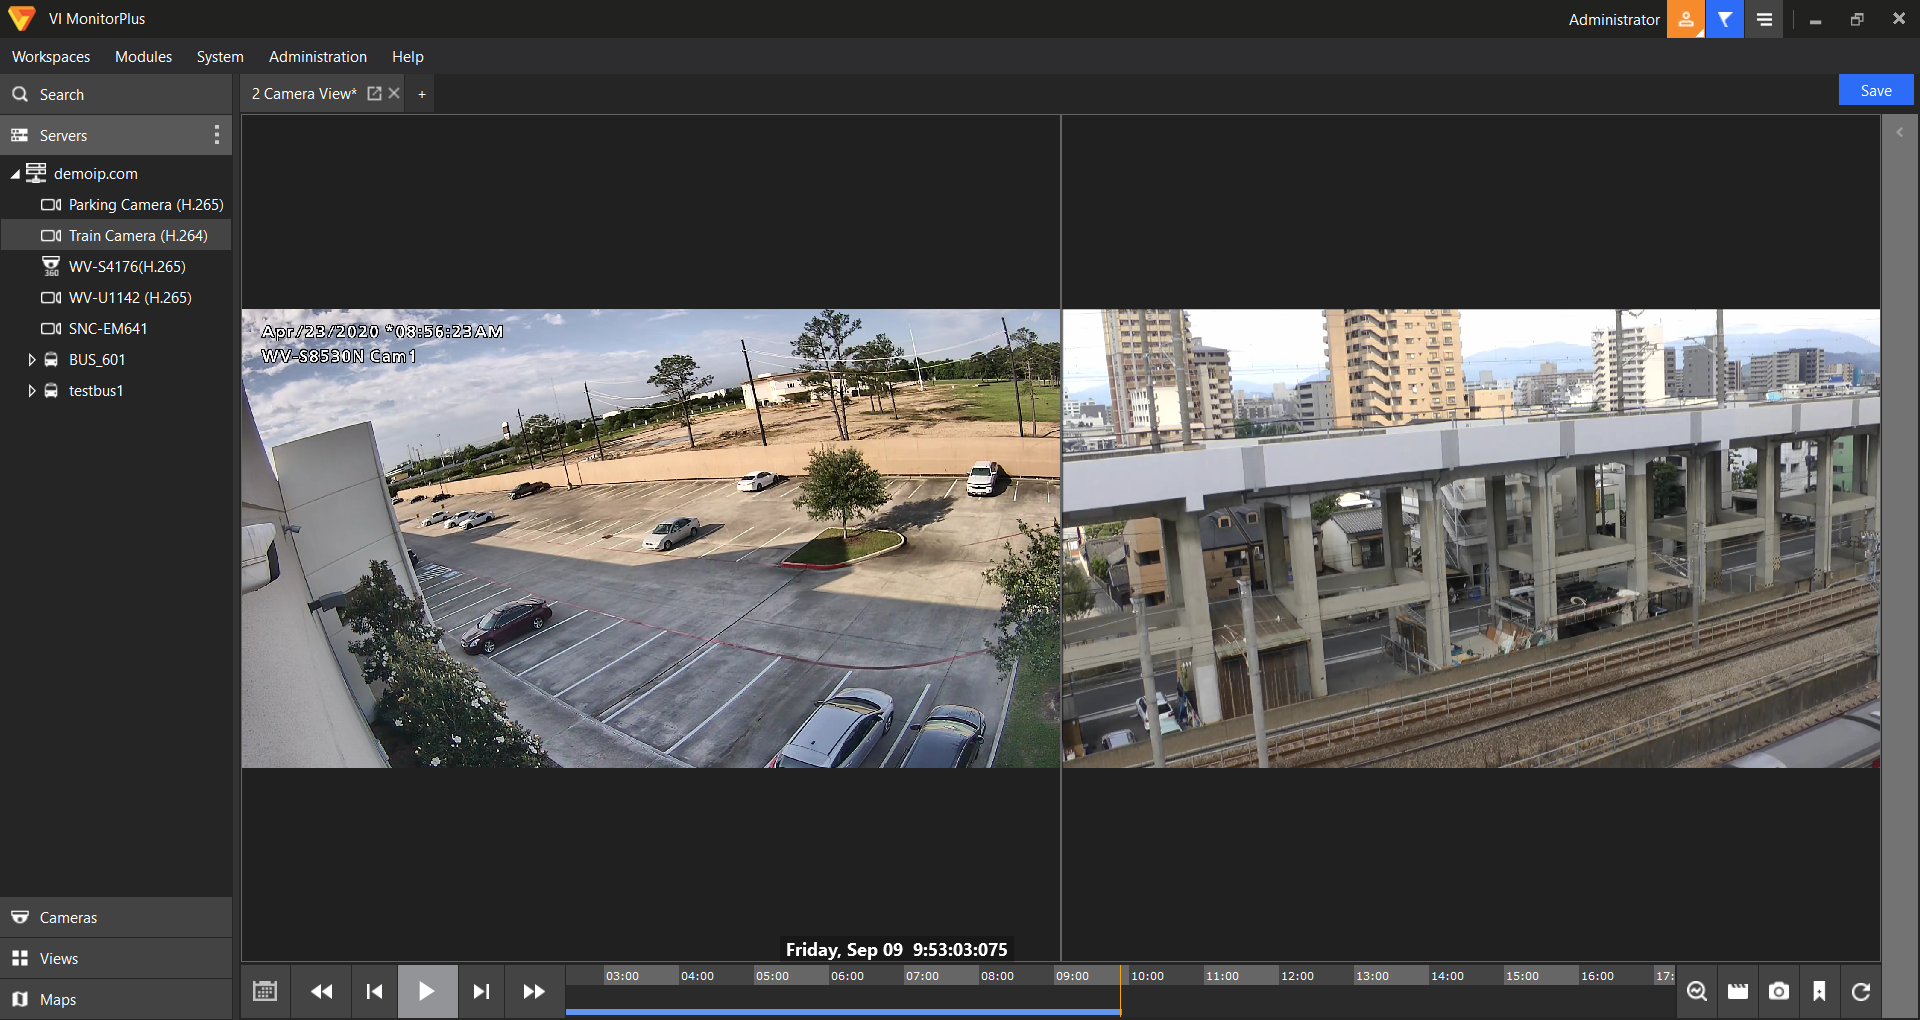 VI MonitorPlus
Administrator
Workspaces Modules System Administration Help
Search
2 Camera View* +
Save
Servers
demoip.com
Parking Camera (H.265)
Train Camera (H.264)
360 WV-S4176(H.265)
WV-U1142 (H.265)
SNC-EM641
BUS_601
testbus1
Apr/23/2020 *08:56:23AM
WV-S8530N Cam1
Cameras
Views
Maps
Friday, Sep 09 9:53:03:075
03:00 04:00 05:00 06:00 07:00 08:00 09:00 10:00 11:00 12:00 13:00 14:00 15:00 16:00 17: